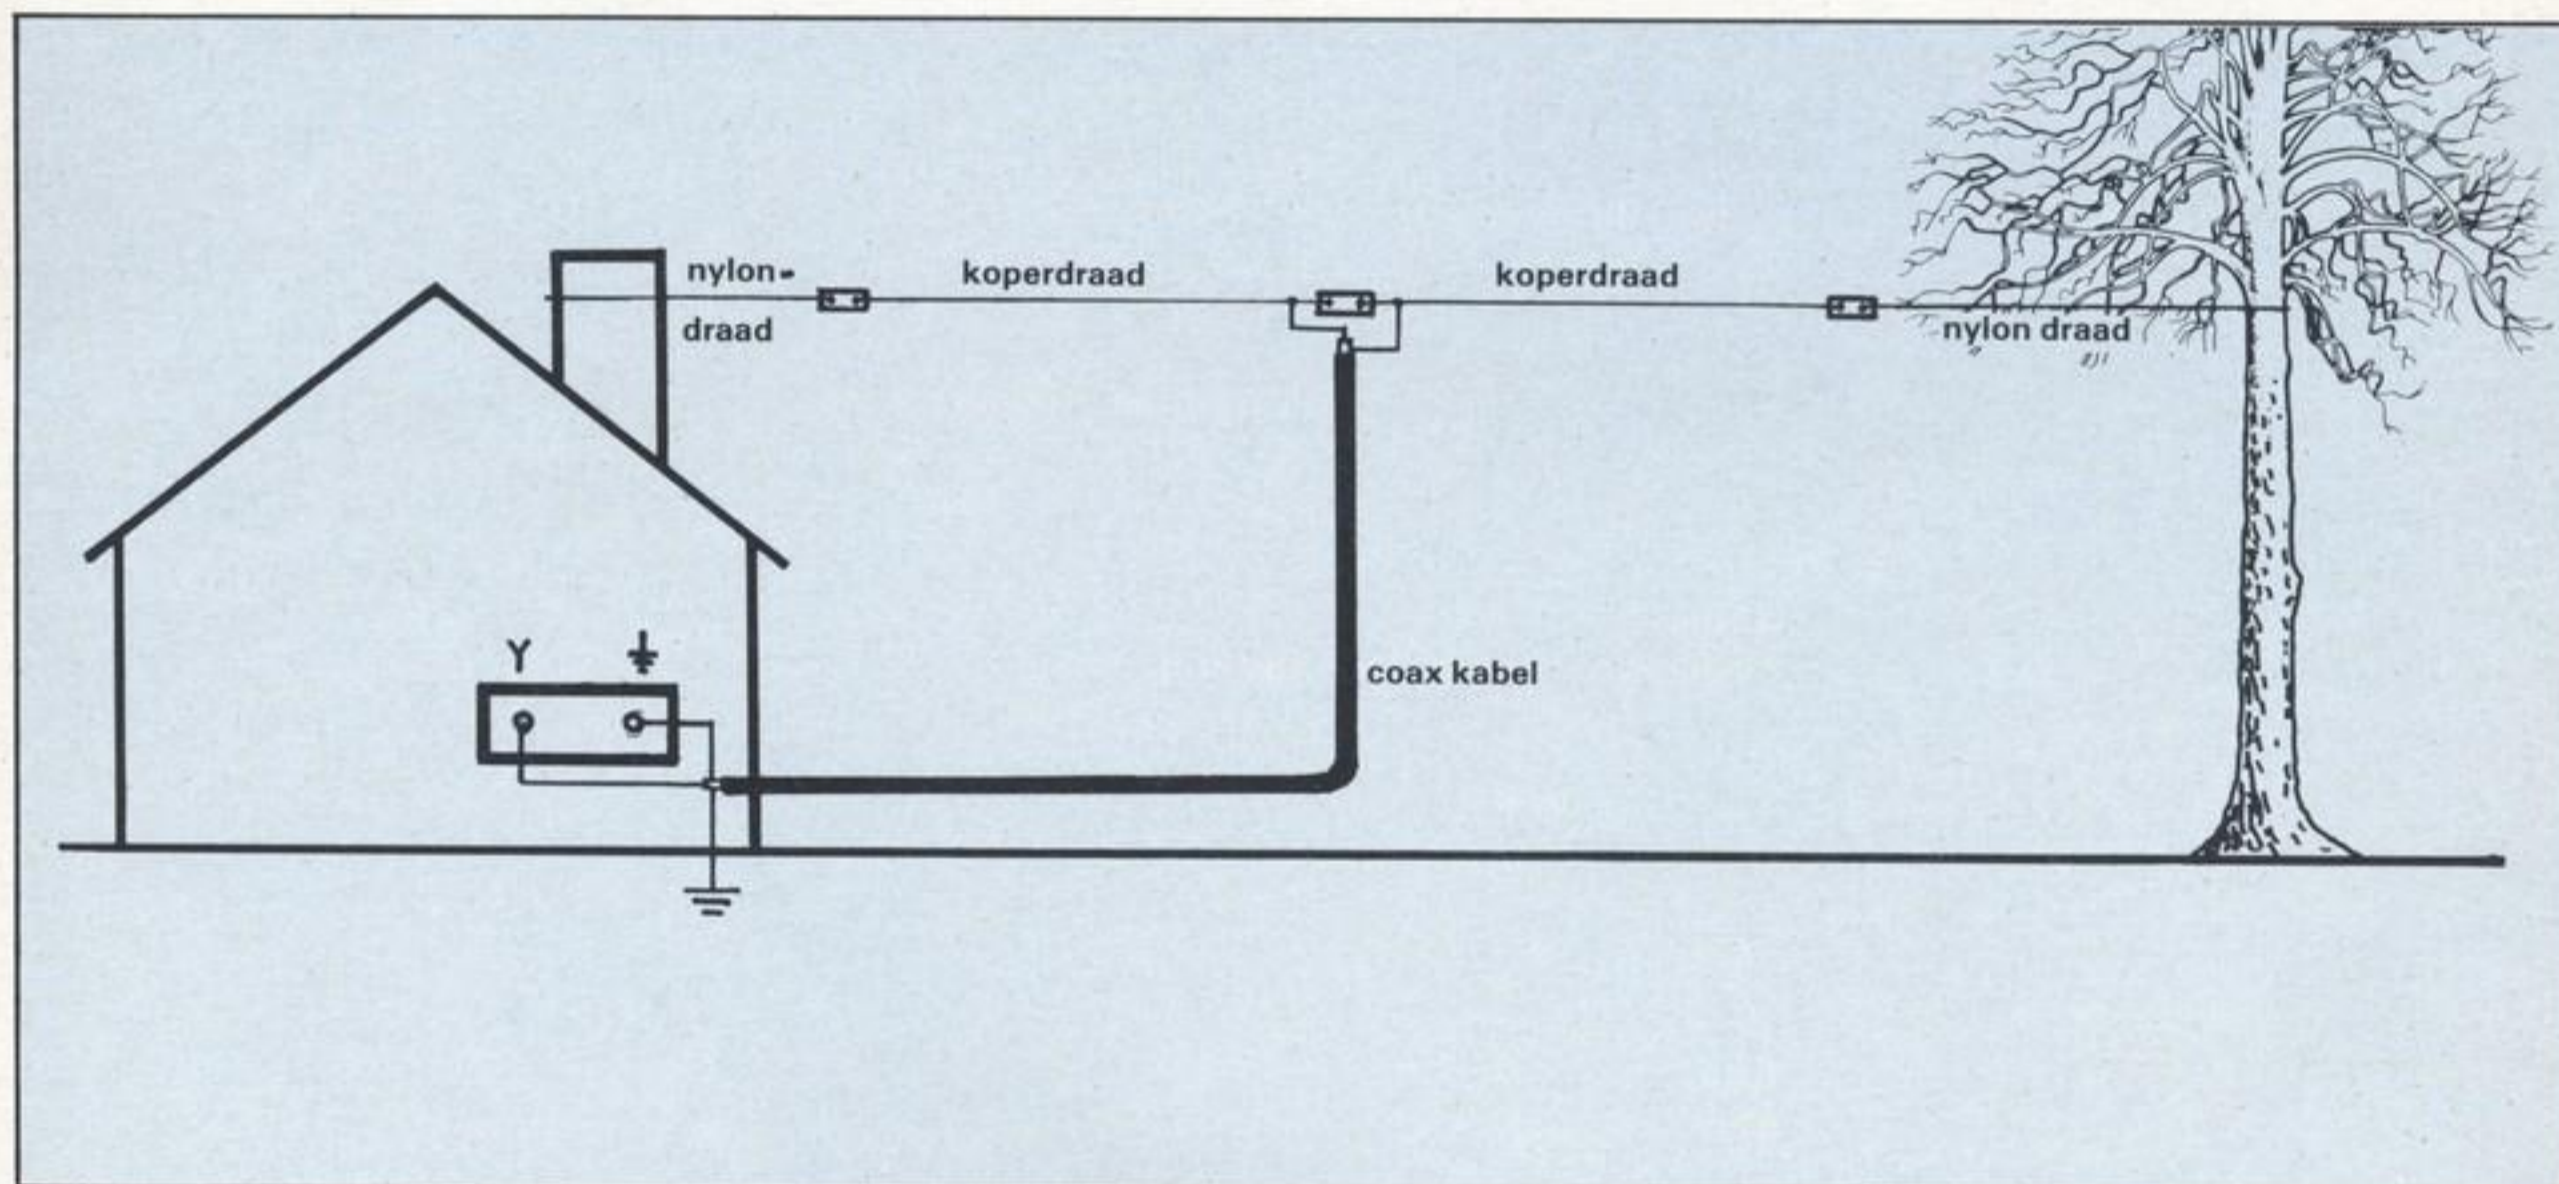 nylon-
draad
koperdraad
koperdraad
nylon draad
Y
coax kabel